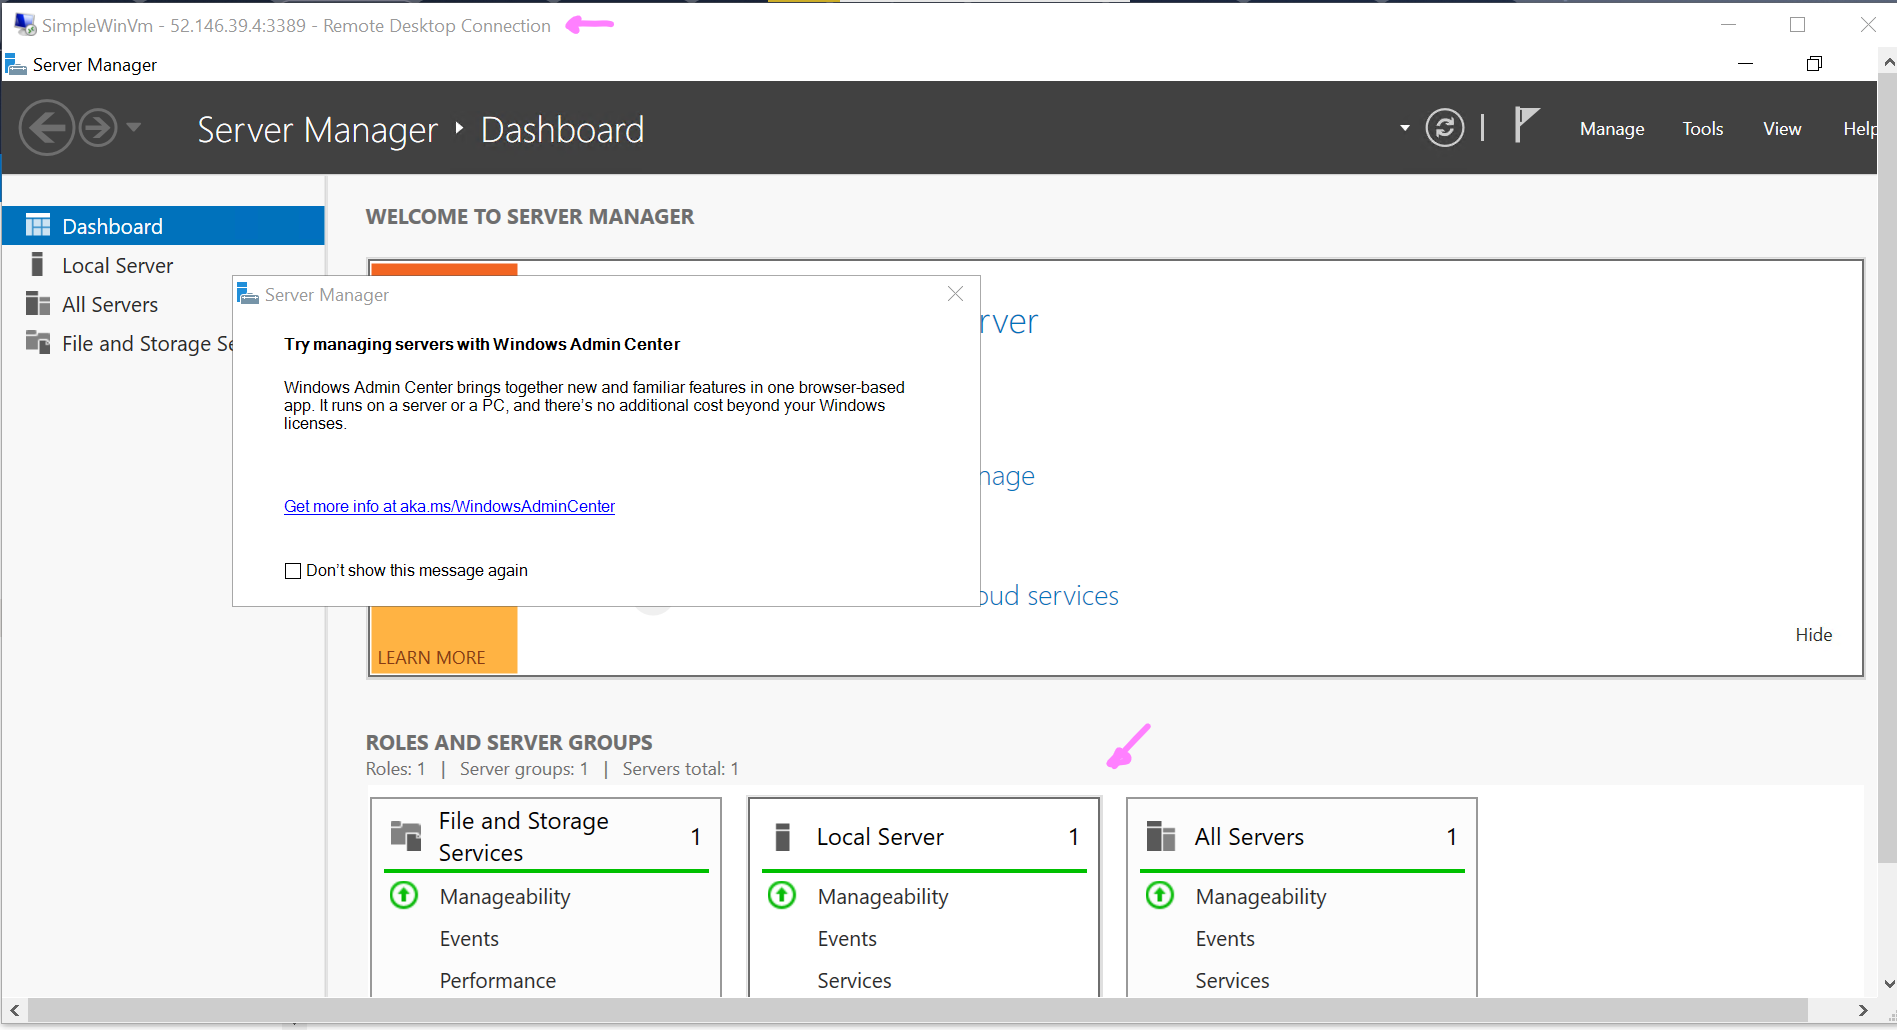 SimpleWinVm - 52.146.39.4:3389 - Remote Desktop Connection
Server Manager
Server Manager ‣ Dashboard
Manage Tools View Help
Dashboard
Local Server
All Servers
File and Storage Se
WELCOME TO SERVER MANAGER
rver
nage
oud services
LEARN MORE
Hide
Server Manager
Try managing servers with Windows Admin Center
Windows Admin Center brings together new and familiar features in one browser-based
app. It runs on a server or a PC, and there's no additional cost beyond your Windows
licenses.
Get more info at aka.ms/WindowsAdminCenter
Don't show this message again
ROLES AND SERVER GROUPS
Roles: 1 | Server groups: 1 | Servers total: 1
File and Storage
Services
1
Manageability
Events
Performance
Local Server 1
Manageability
Events
Services
All Servers 1
Manageability
Events
Services